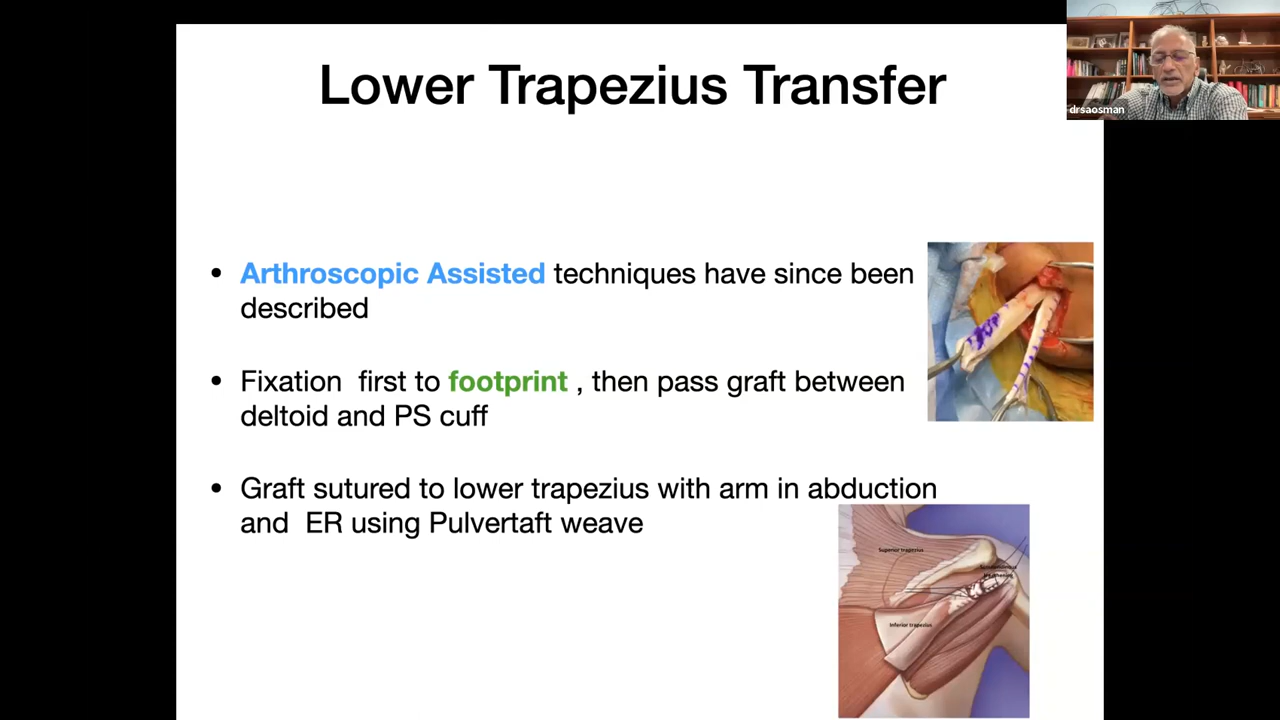 Lower Trapezius Transfer
drsaosman
• Arthroscopic Assisted techniques have since been
described
• Fixation first to footprint , then pass graft between
deltoid and PS cuff
• Graft sutured to lower trapezius with arm in abduction
and ER using Pulvertaft weave
Superior trapezius
Inferior trapezius